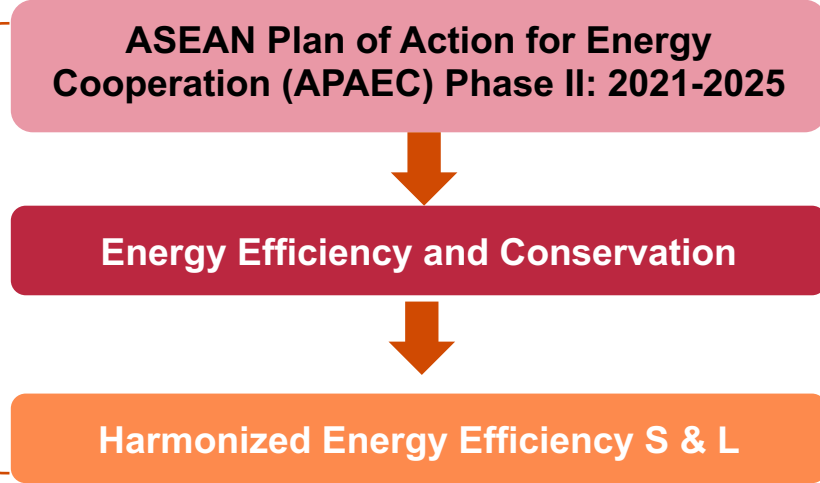 ASEAN Plan of Action for Energy
Cooperation (APAEC) Phase II: 2021-2025
Energy Efficiency and Conservation
Harmonized Energy Efficiency S & L